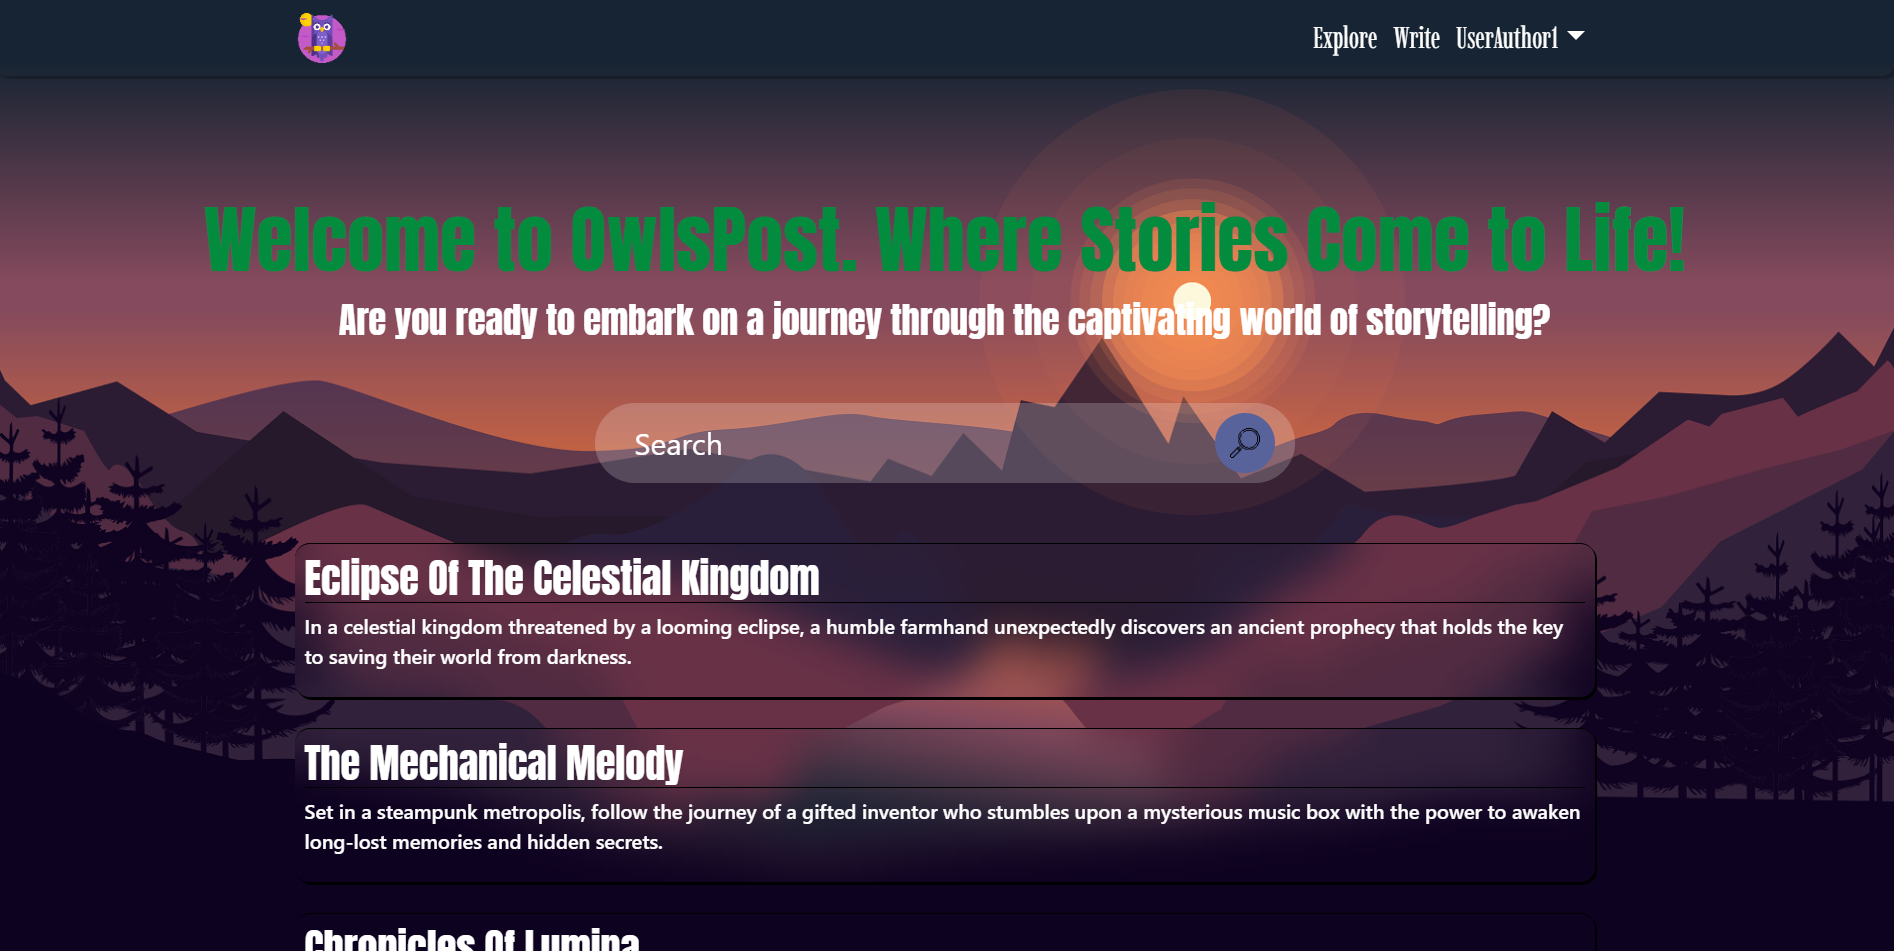 Explore Write UserAuthor1
Welcome to OwlsPost. Where Stories Come to Life!
Are you ready to embark on a journey through the captivating world of storytelling?
Search
Eclipse Of The Celestial Kingdom
In a celestial kingdom threatened by a looming eclipse, a humble farmhand unexpectedly discovers an ancient prophecy that holds the key
to saving their world from darkness.
The Mechanical Melody
Set in a steampunk metropolis, follow the journey of a gifted inventor who stumbles upon a mysterious music box with the power to awaken
long-lost memories and hidden secrets.
Chronicles Of Lumina